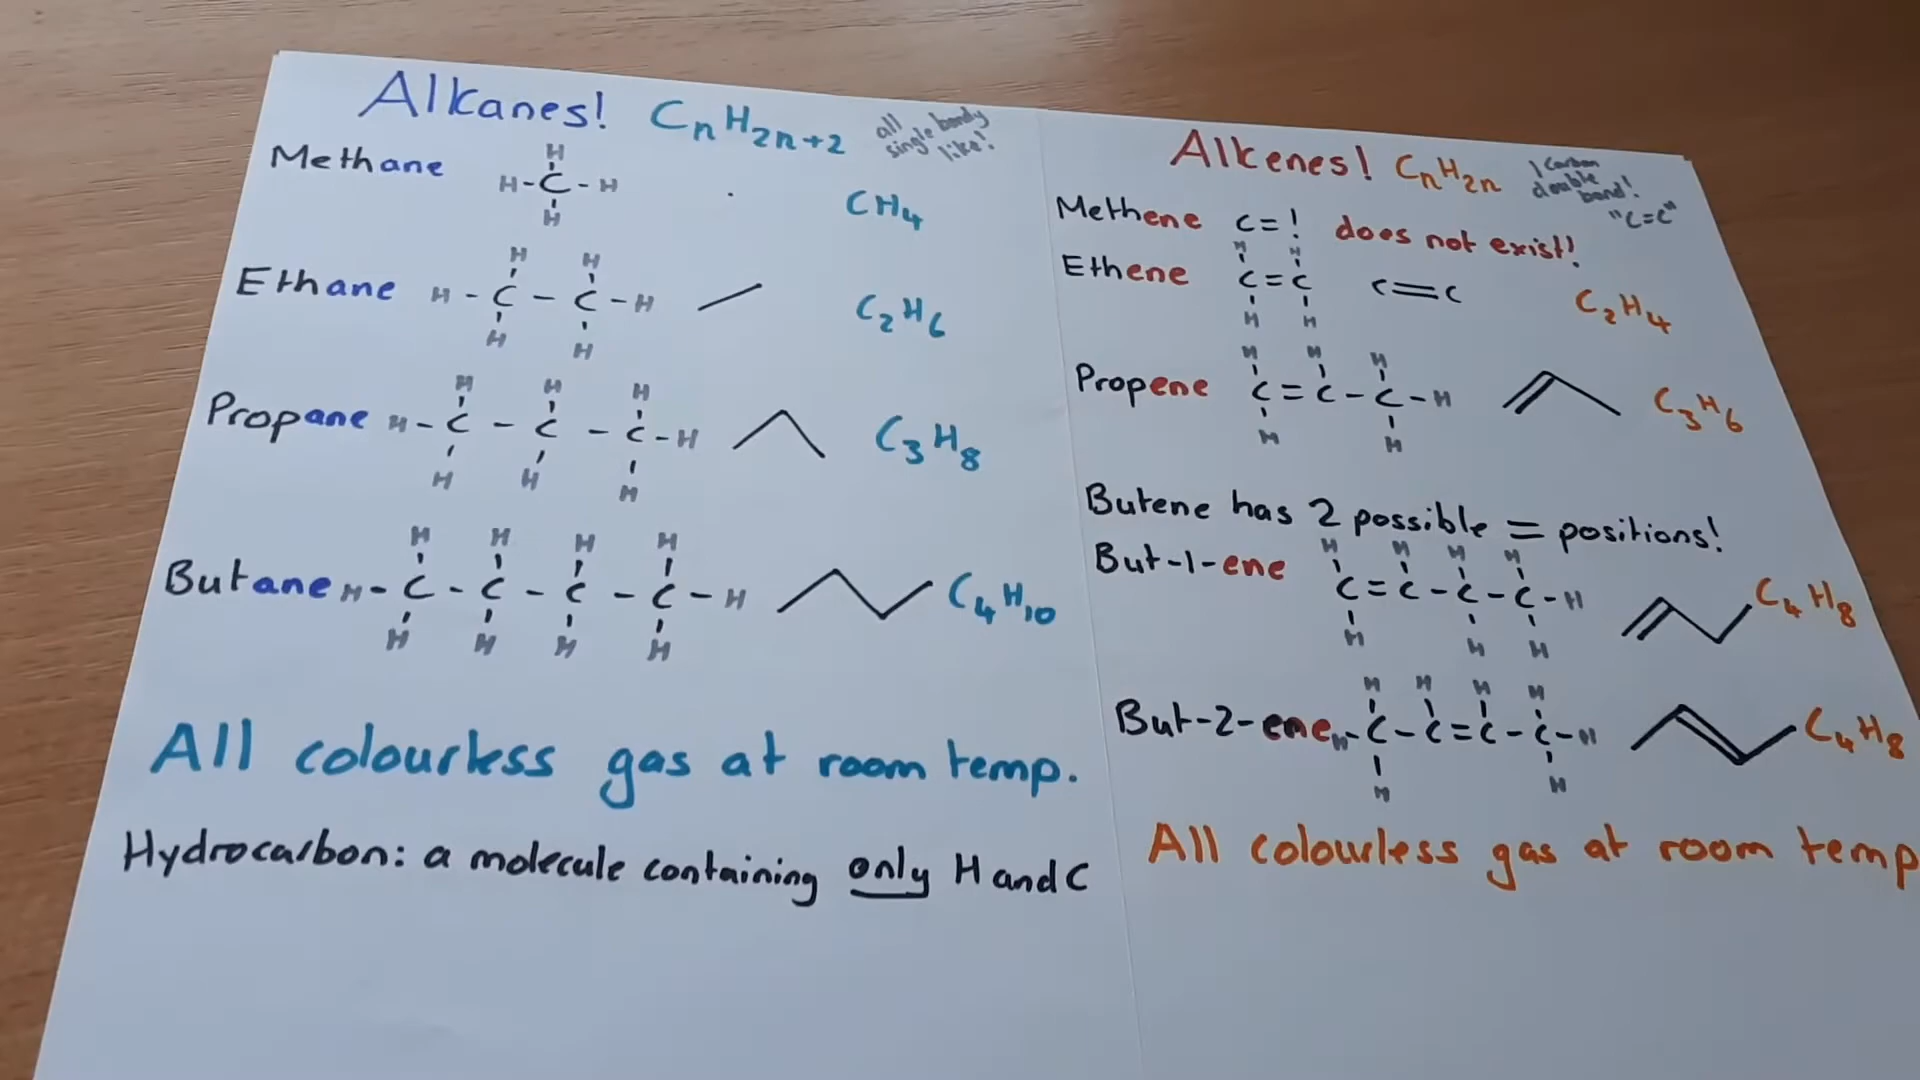 Alkanes! CnH2n+2 all single bondy like!
H
Methane H-C-H CH4
H
H H
Ethane H-C-C-H C2H6
H H
H H H
Propane H-C-C-C-H C3H8
H H H
H H H H
Butane H-C-C-C-C-H C4H10
H H H H
All colourless gas at room temp.
Hydrocarbon: a molecule containing only H and C
Alkenes! CnH2n 1 Carbon double bond! "C=C"
Methene C=! does not exist!
H H
Ethene C=C C=C C2H4
H H
H H H
Propene C=C-C-H C3H6
H H
Butene has 2 possible = positions!
H H H H
But-1-ene C=C-C-C-H C4H8
H H H
H H H H
But-2-ene H-C-C=C-C-H C4H8
H H
All colourless gas at room temp